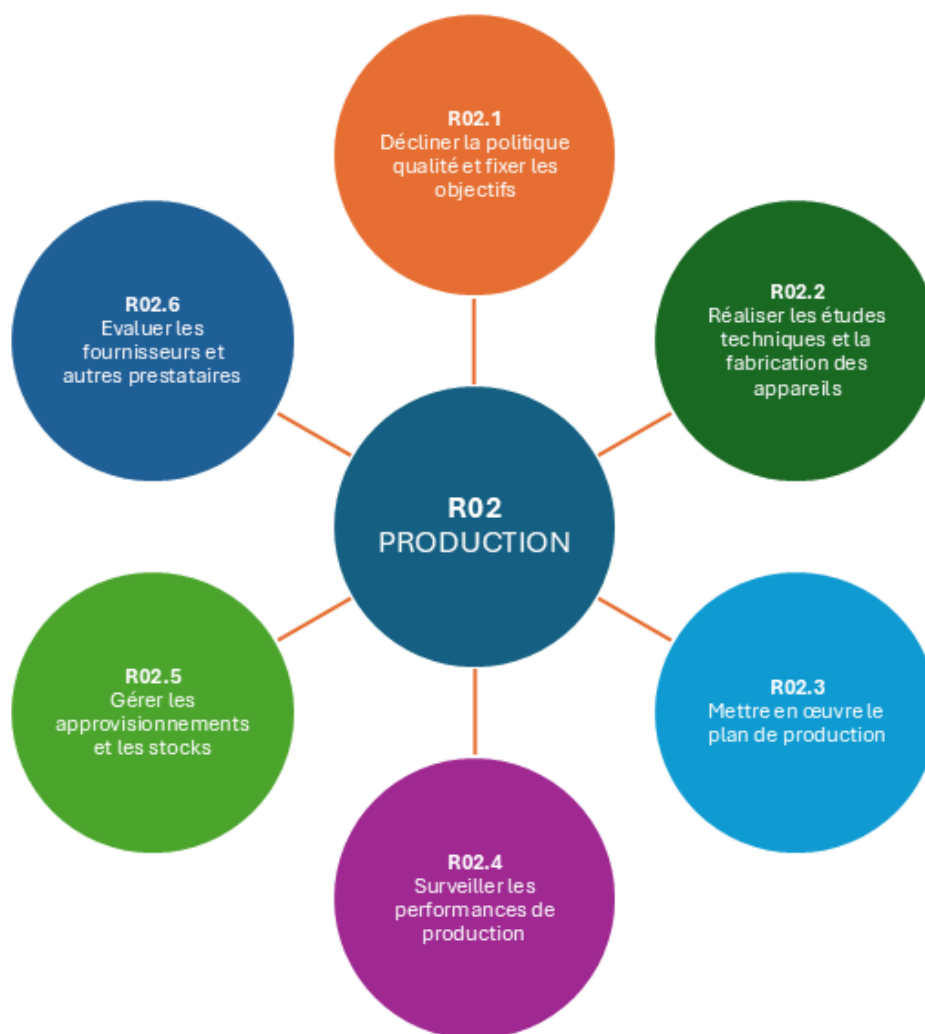 R02.1
Décliner la politique
qualité et fixer les
objectifs
R02.2
Réaliser les études
techniques et la
fabrication des
appareils
R02.6
Evaluer les
fournisseurs et
autres prestataires
R02
PRODUCTION
R02.5
Gérer les
approvisionnements
et les stocks
R02.3
Mettre en œuvre le
plan de production
R02.4
Surveiller les
performances de
production